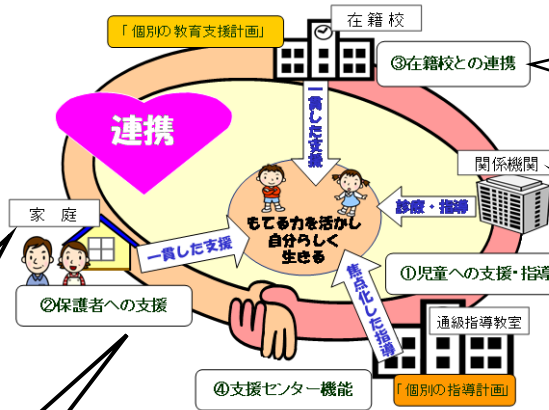 「個別の教育支援計画」
在籍校
③在籍校との連携
連携
一貫した支援
関係機関
家庭
診療・指導
もてる力を活かし
自分らしく
生きる
一貫した支援
①児童への支援・指導
②保護者への支援
焦点化した指導
通級指導教室
④支援センター機能
「個別の指導計画」